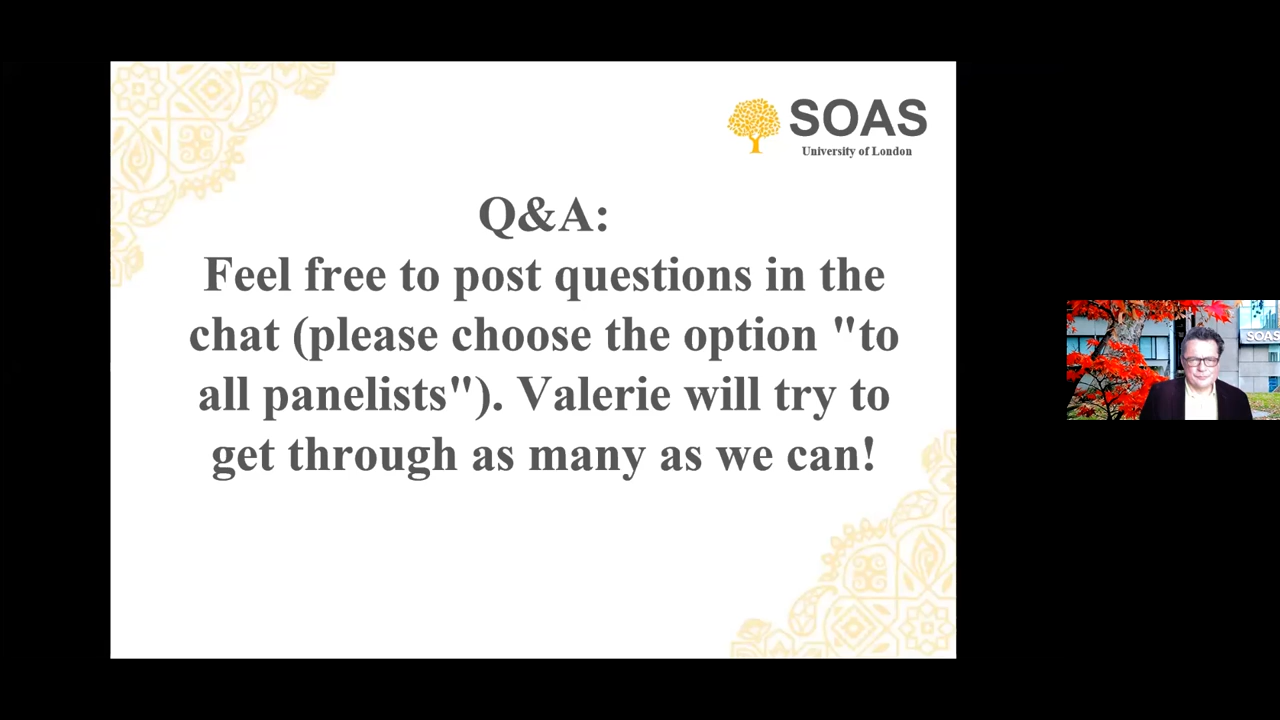 SOAS
University of London
Q&A:
Feel free to post questions in the
chat (please choose the option "to
all panelists"). Valerie will try to
get through as many as we can!
SOAS